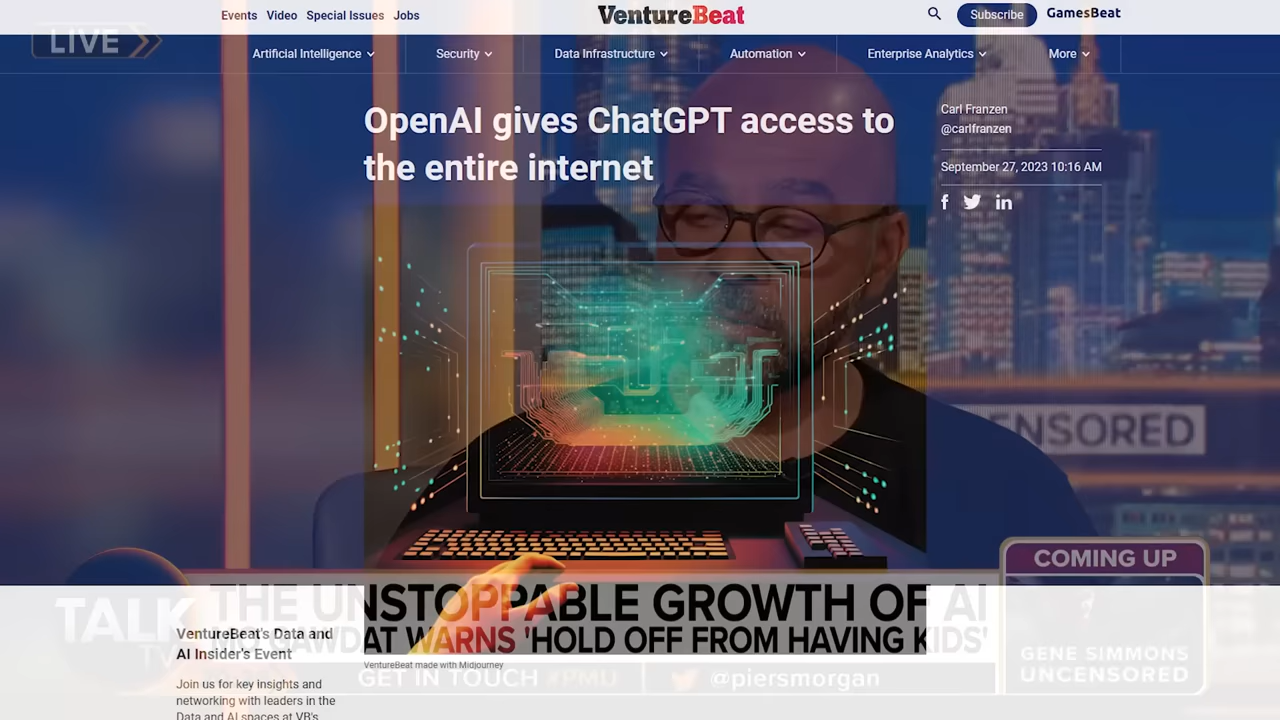 Events Video Special Issues Jobs
VentureBeat
Subscribe
GamesBeat
LIVE
Artificial Intelligence
Security
Data Infrastructure
Automation
Enterprise Analytics
More
OpenAI gives ChatGPT access to
the entire internet
Carl Franzen
@carlfranzen
September 27, 2023 10:16 AM
ENSORED
COMING UP
THE UNSTOPPABLE GROWTH OF AI
GAWDAT WARNS 'HOLD OFF FROM HAVING KIDS'
TALK
TV
VentureBeat's Data and
AI Insider's Event
VentureBeat made with Midjourney
GET IN TOUCH #PMU
@piersmorgan
GENE SIMMONS
UNCENSORED
Join us for key insights and
networking with leaders in the
Data and AI spaces at VB's